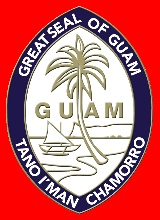 GREAT SEAL OF GUAM
GUAM
TANO I'MAN CHAMORRO